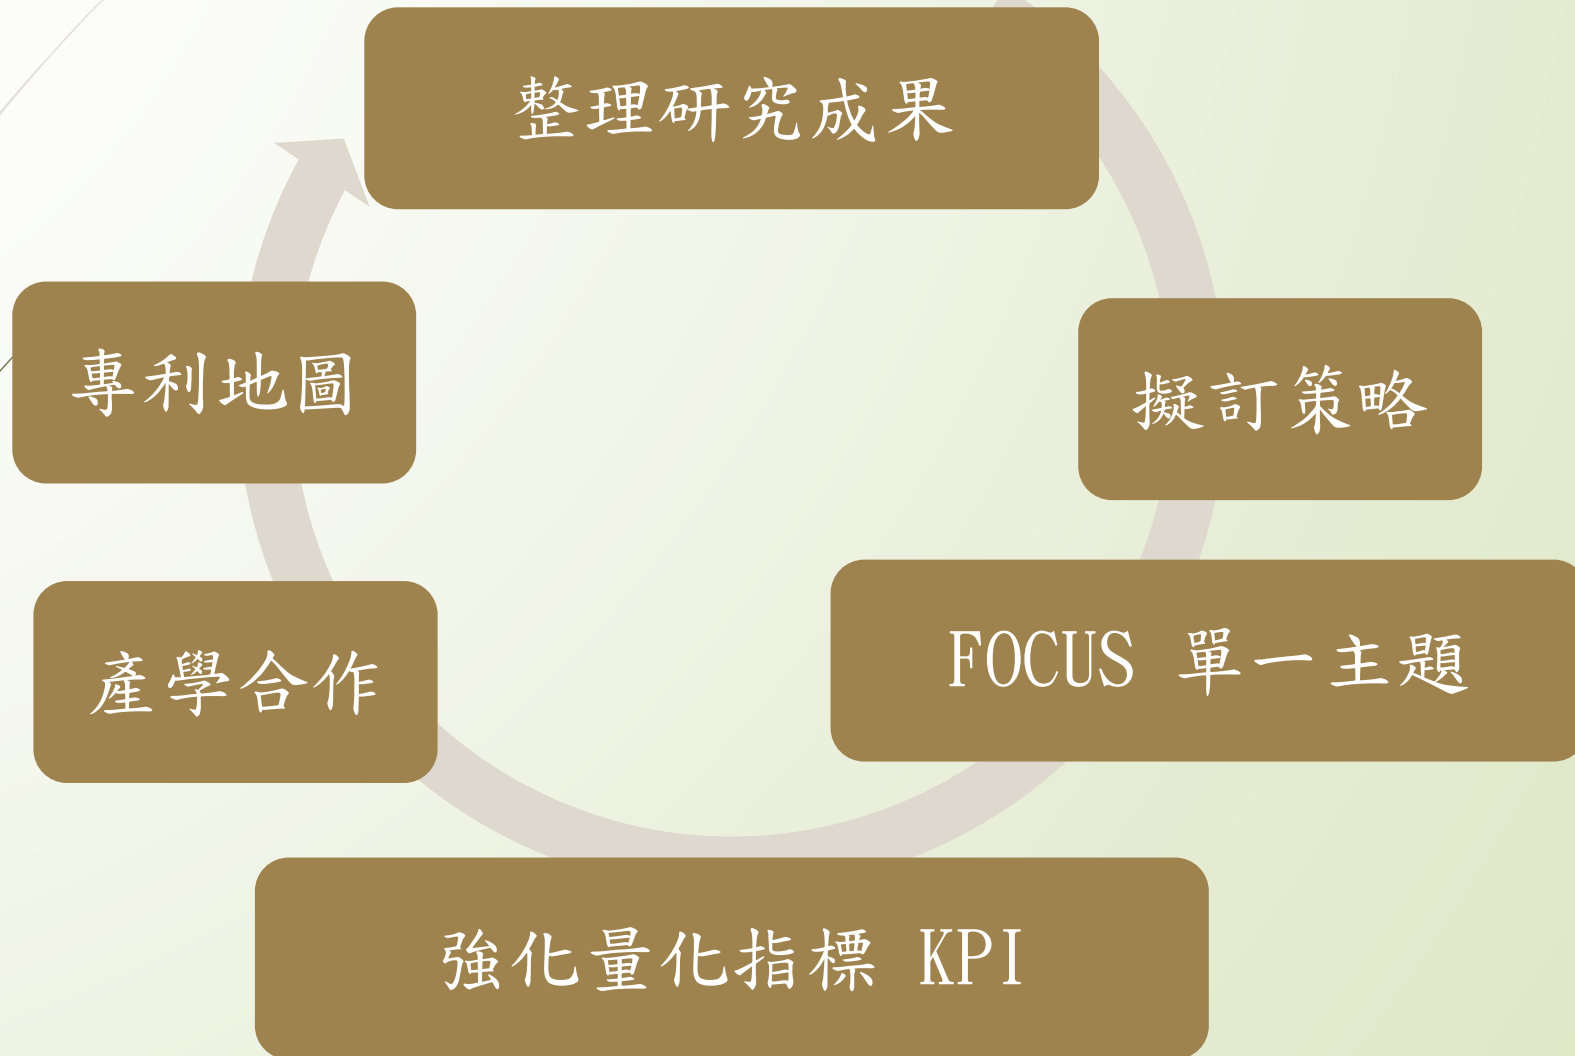 整理研究成果
擬訂策略
FOCUS 單一主題
強化量化指標 KPI
產學合作
專利地圖